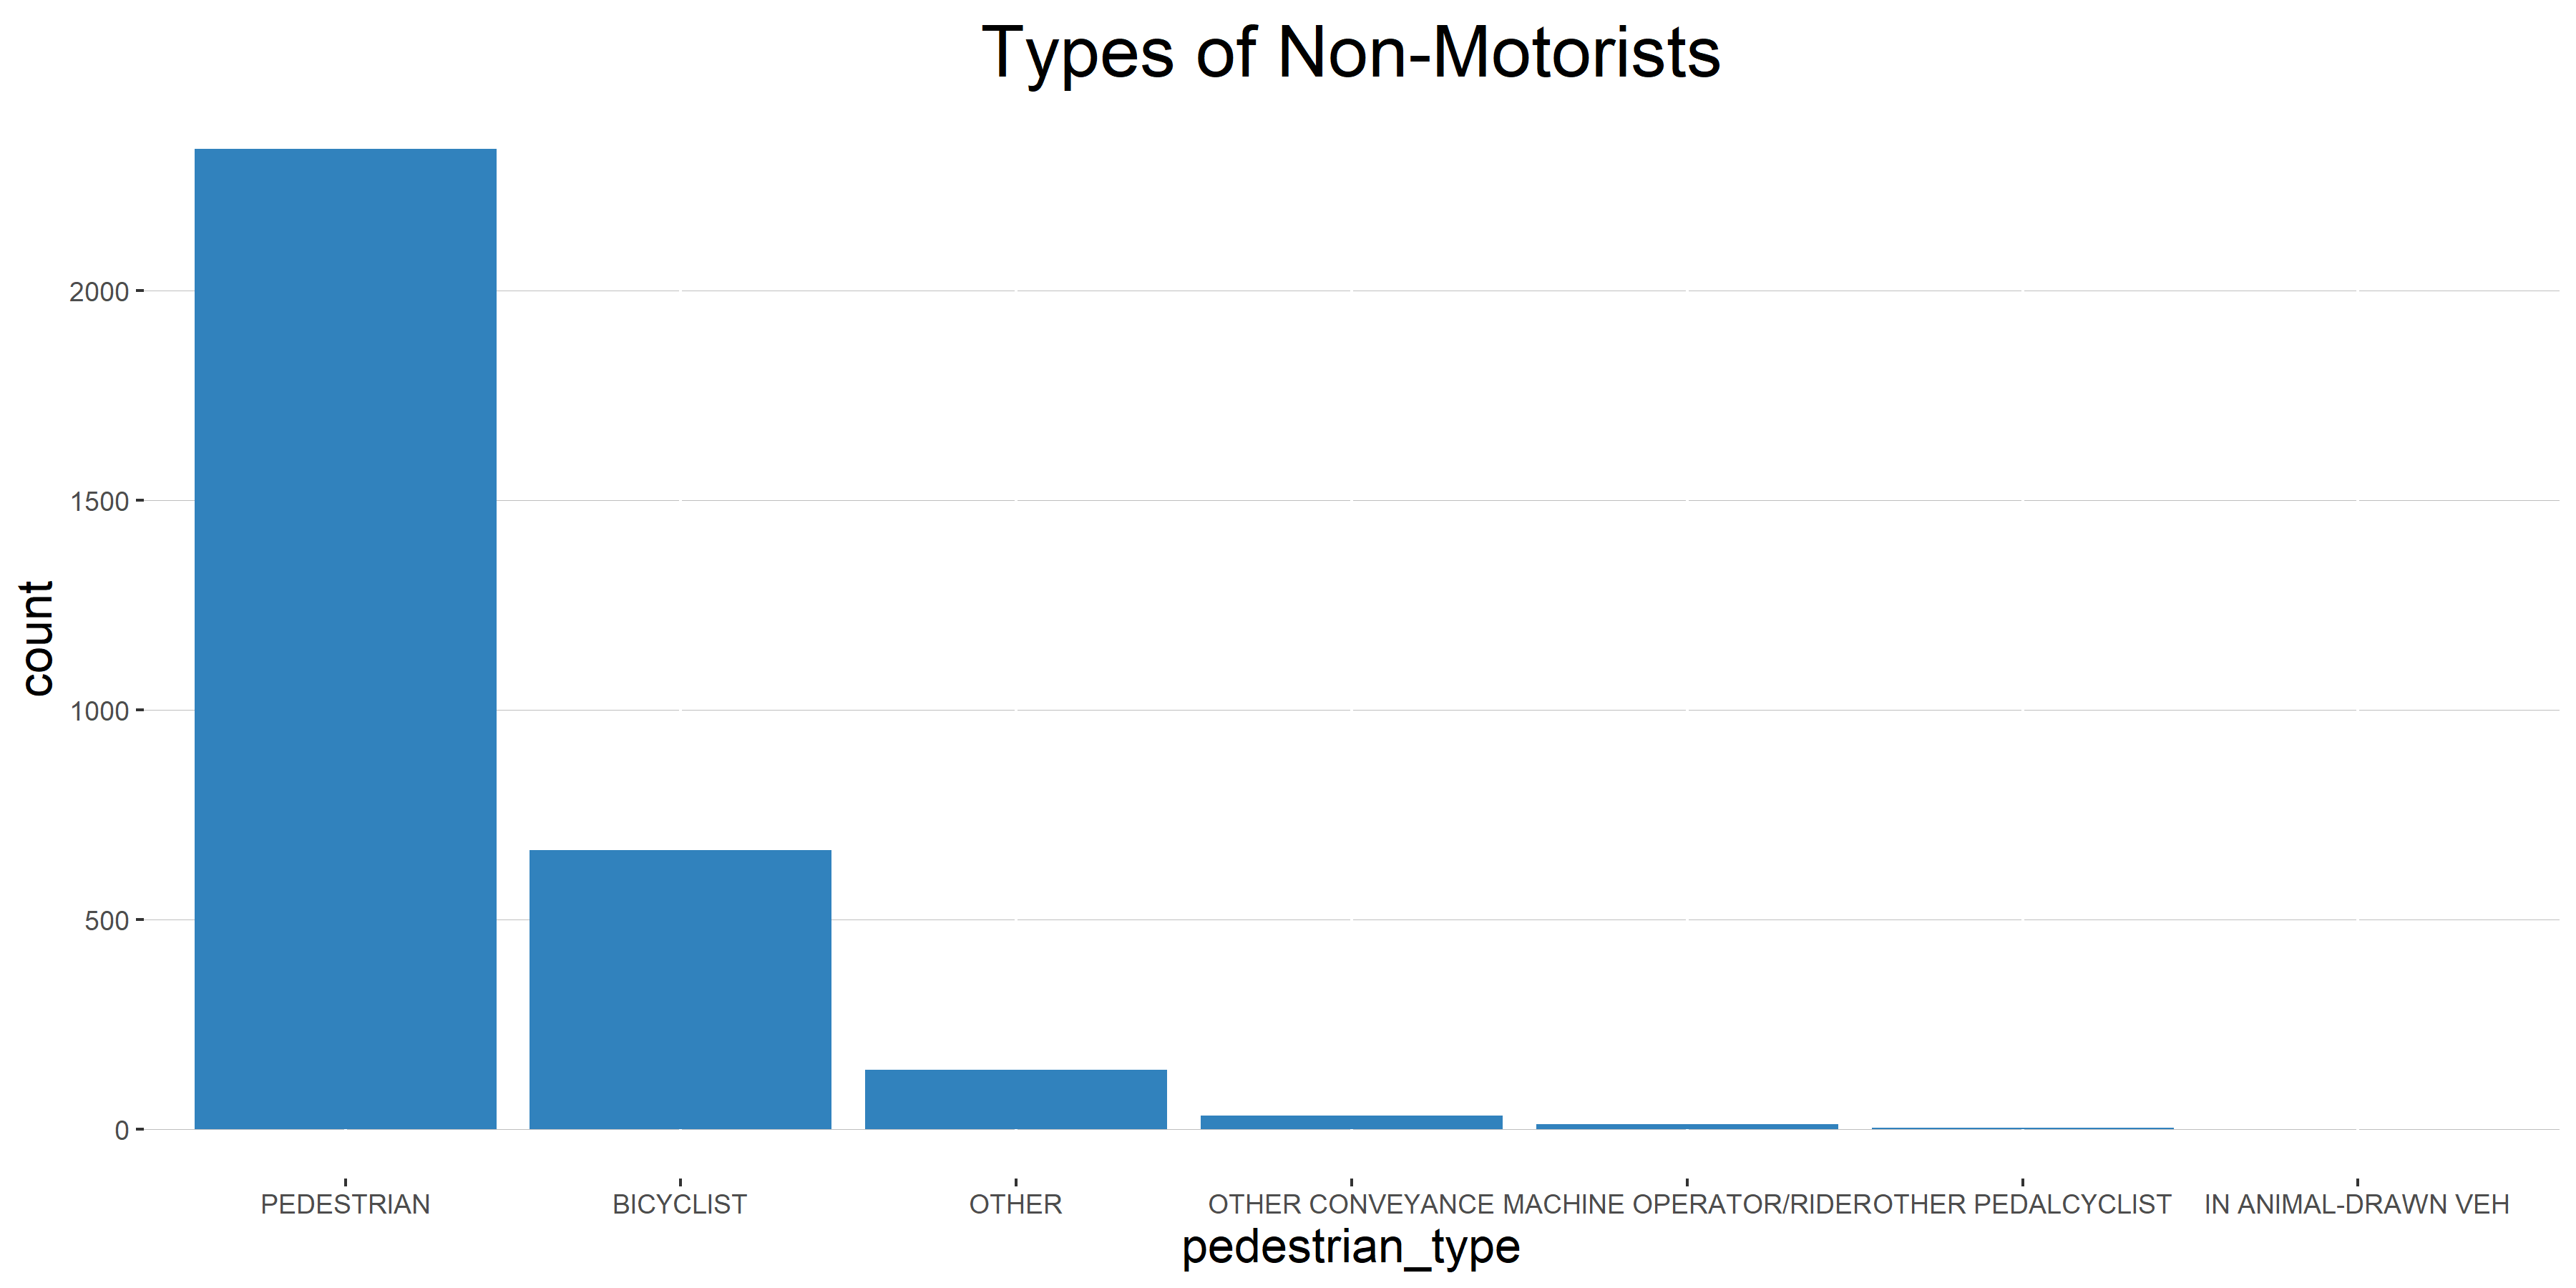 Types of Non-Motorists
count
2000
1500
1000
500
0
PEDESTRIAN
BICYCLIST
OTHER
OTHER CONVEYANCE
MACHINE OPERATOR/RIDER
OTHER PEDALCYCLIST
IN ANIMAL-DRAWN VEH
pedestrian_type